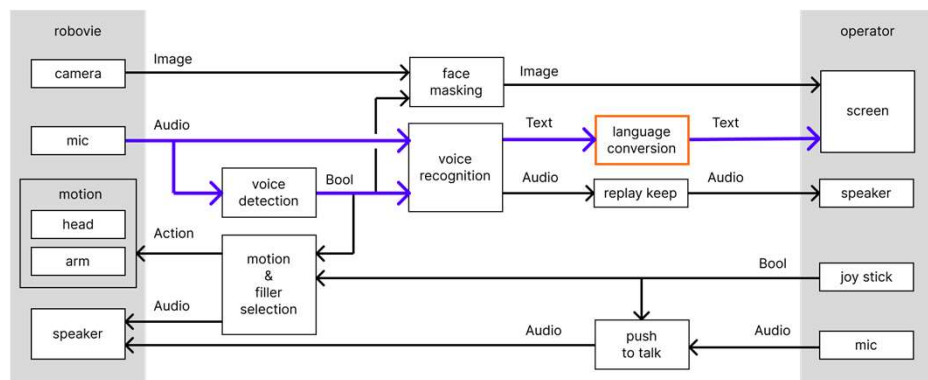 robovie
operator
camera
Image
face
masking
Image
screen
mic
Audio
voice
recognition
Text
language
conversion
Text
voice
detection
Bool
Audio
replay keep
Audio
speaker
motion
head
arm
Action
motion
&
filler
selection
Bool
joy stick
speaker
Audio
Audio
push
to talk
Audio
mic